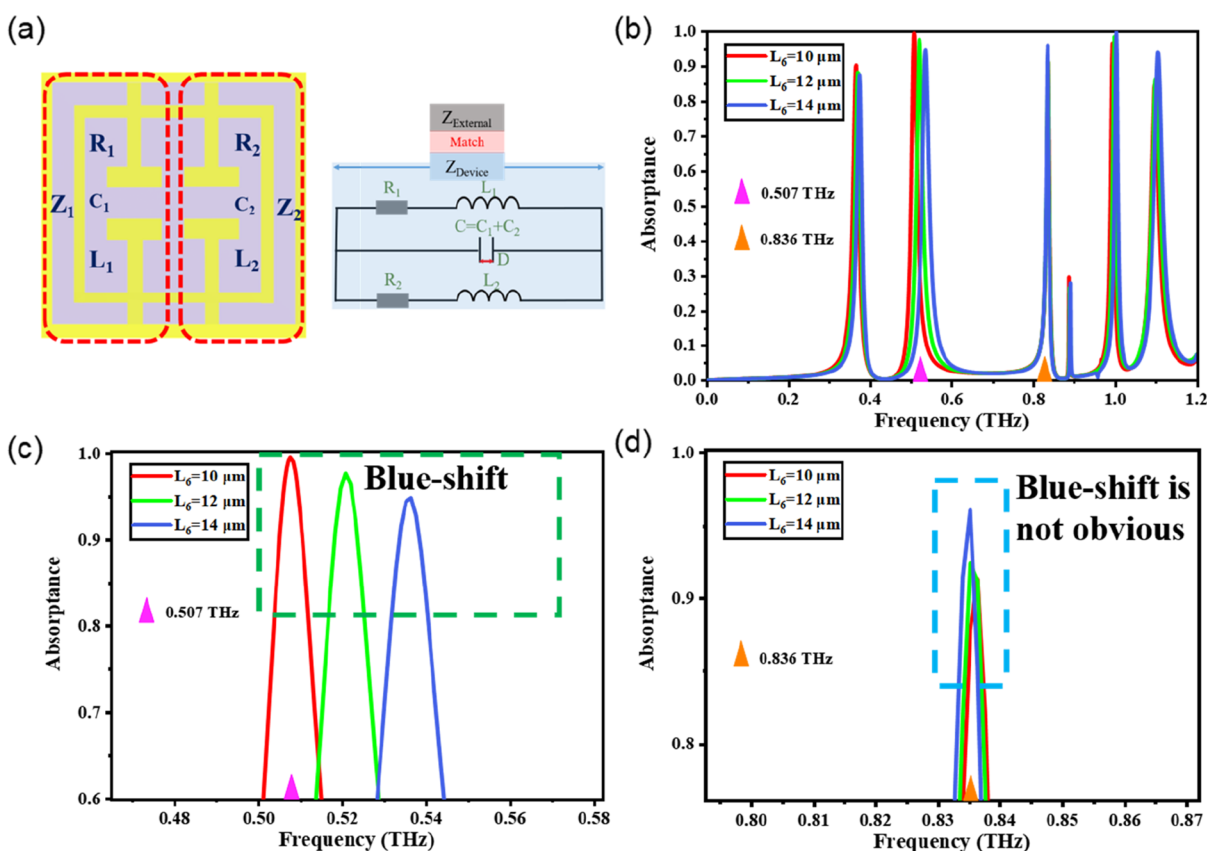 (a)
R₁
R₂
Z₁
C₁
C₂
Z₂
L₁
L₂
Z_External
Match
Z_Device
R₁
L₁
C=C₁+C₂
D
R₂
L₂
(b)
1.0
0.9
0.8
0.7
0.6
0.5
0.4
0.3
0.2
0.1
0.0
Absorptance
L₆=10 µm
L₆=12 µm
L₆=14 µm
0.507 THz
0.836 THz
0.0 0.2 0.4 0.6 0.8 1.0 1.2
Frequency (THz)
(c)
1.0
0.9
0.8
0.7
0.6
Absorptance
L₆=10 µm
L₆=12 µm
L₆=14 µm
Blue-shift
0.507 THz
0.48 0.50 0.52 0.54 0.56 0.58
Frequency (THz)
(d)
1.0
0.9
0.8
Absorptance
L₆=10 µm
L₆=12 µm
L₆=14 µm
Blue-shift is
not obvious
0.836 THz
0.80 0.81 0.82 0.83 0.84 0.85 0.86 0.87
Frequency (THz)